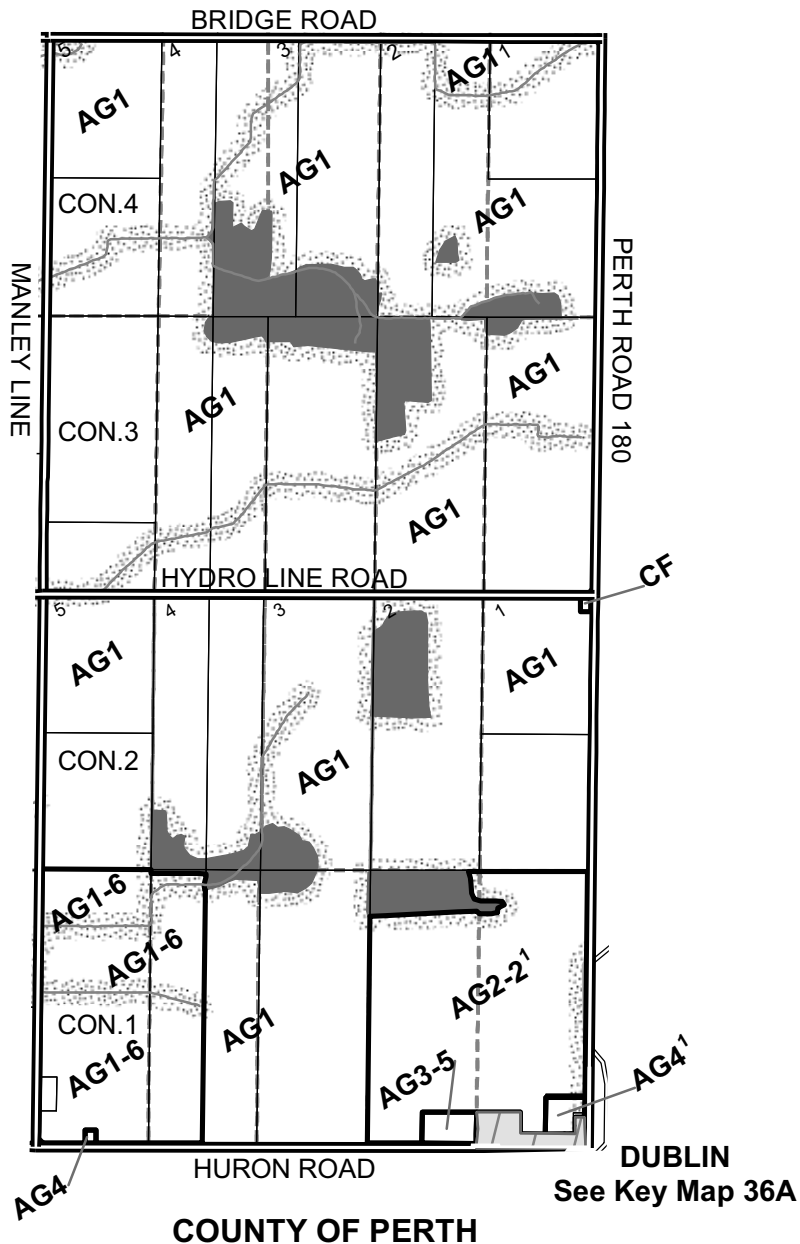 BRIDGE ROAD
5
4
3
2
AG1¹
1
AG1
AG1
CON.4
AG1
MANLEY LINE
PERTH ROAD 180
AG1
AG1
CON.3
AG1
HYDRO LINE ROAD
CF
5
4
3
2
1
AG1
AG1
CON.2
AG1
AG1-6
AG1-6
AG2-2¹
CON.1
AG1
AG1-6
AG3-5
AG4¹
AG4
HURON ROAD
DUBLIN
See Key Map 36A
COUNTY OF PERTH